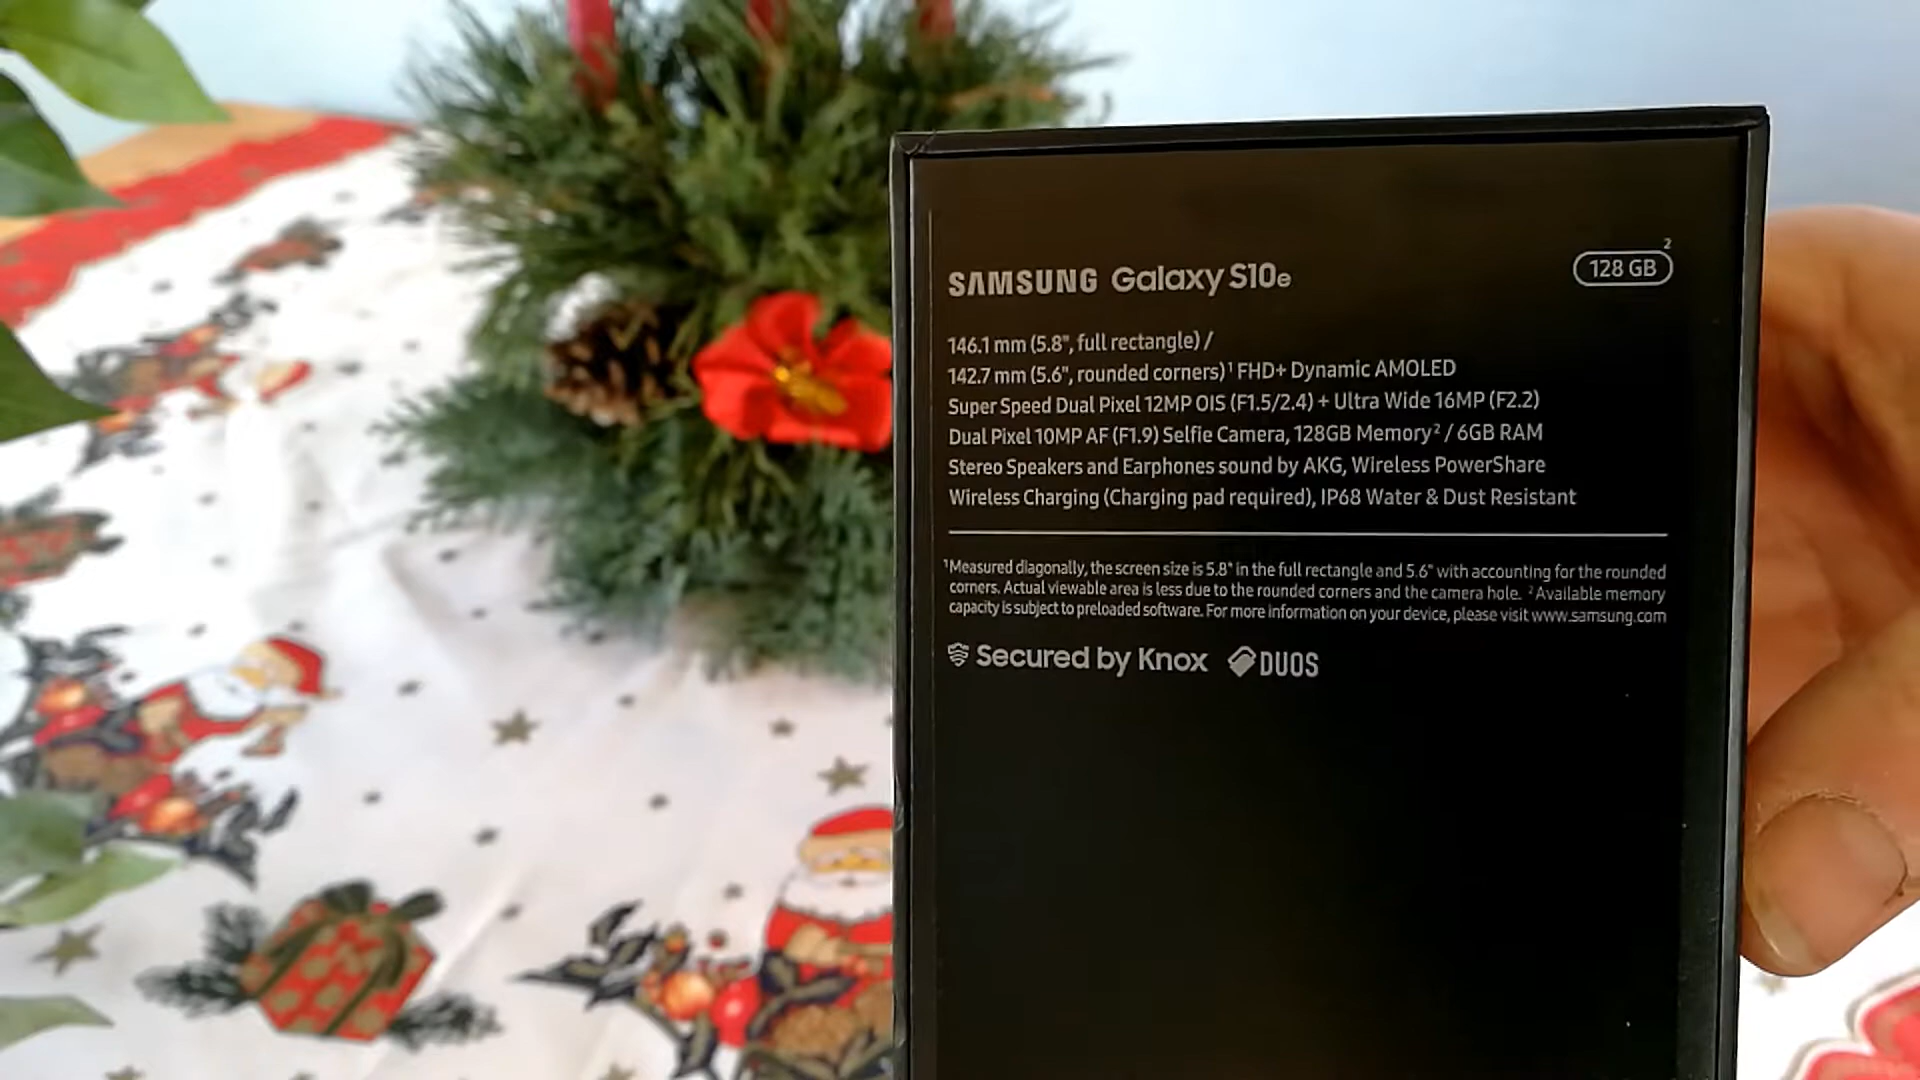 SAMSUNG Galaxy S10e
128 GB ²
146.1 mm (5.8", full rectangle) /
142.7 mm (5.6", rounded corners)¹ FHD+ Dynamic AMOLED
Super Speed Dual Pixel 12MP OIS (F1.5/2.4) + Ultra Wide 16MP (F2.2)
Dual Pixel 10MP AF (F1.9) Selfie Camera, 128GB Memory² / 6GB RAM
Stereo Speakers and Earphones sound by AKG, Wireless PowerShare
Wireless Charging (Charging pad required), IP68 Water & Dust Resistant
¹Measured diagonally, the screen size is 5.8" in the full rectangle and 5.6" with accounting for the rounded
corners. Actual viewable area is less due to the rounded corners and the camera hole. ²Available memory
capacity is subject to preloaded software. For more information on your device, please visit www.samsung.com
Secured by Knox DUOS